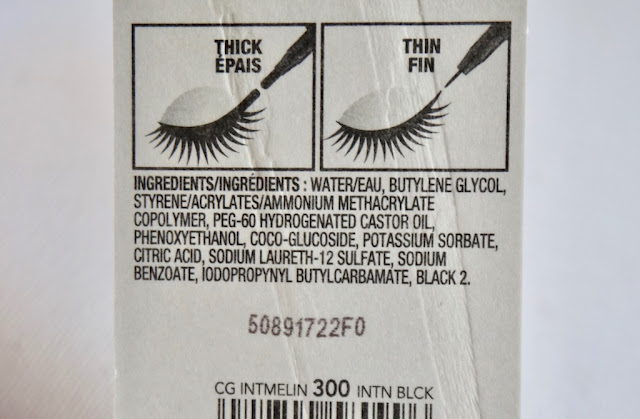 THICK
ÉPAIS
THIN
FIN
INGREDIENTS/INGRÉDIENTS : WATER/EAU, BUTYLENE GLYCOL,
STYRENE/ACRYLATES/AMMONIUM METHACRYLATE
COPOLYMER, PEG-60 HYDROGENATED CASTOR OIL,
PHENOXYETHANOL, COCO-GLUCOSIDE, POTASSIUM SORBATE,
CITRIC ACID, SODIUM LAURETH-12 SULFATE, SODIUM
BENZOATE, IODOPROPYNYL BUTYLCARBAMATE, BLACK 2.
50891722F0
CG INTMELIN 300 INTN BLCK